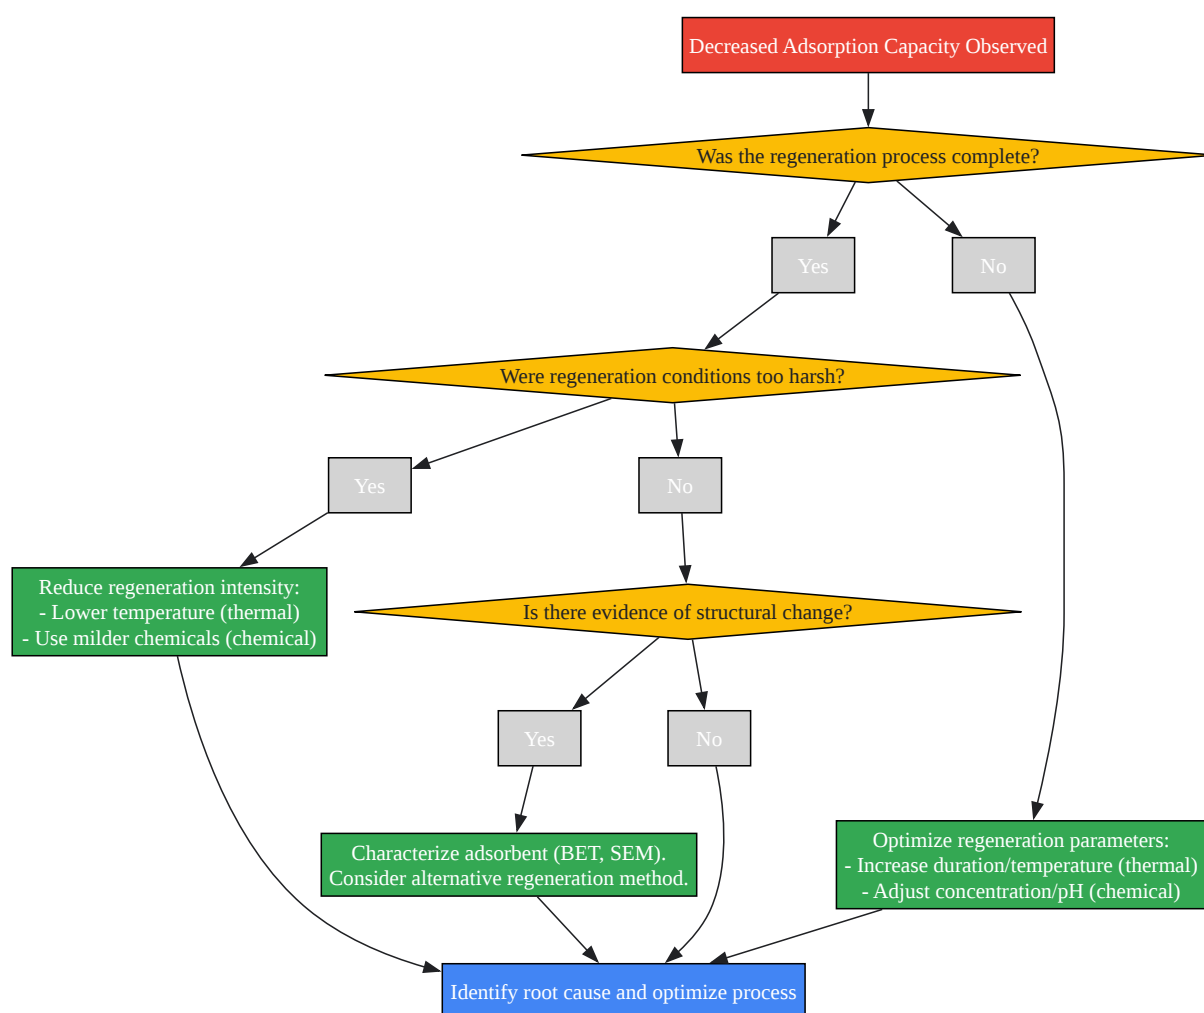 Decreased Adsorption Capacity Observed
Was the regeneration process complete?
Yes
No
Were regeneration conditions too harsh?
Yes
No
Reduce regeneration intensity:
- Lower temperature (thermal)
- Use milder chemicals (chemical)
Is there evidence of structural change?
Yes
No
Characterize adsorbent (BET, SEM).
Consider alternative regeneration method.
Optimize regeneration parameters:
- Increase duration/temperature (thermal)
- Adjust concentration/pH (chemical)
Identify root cause and optimize process